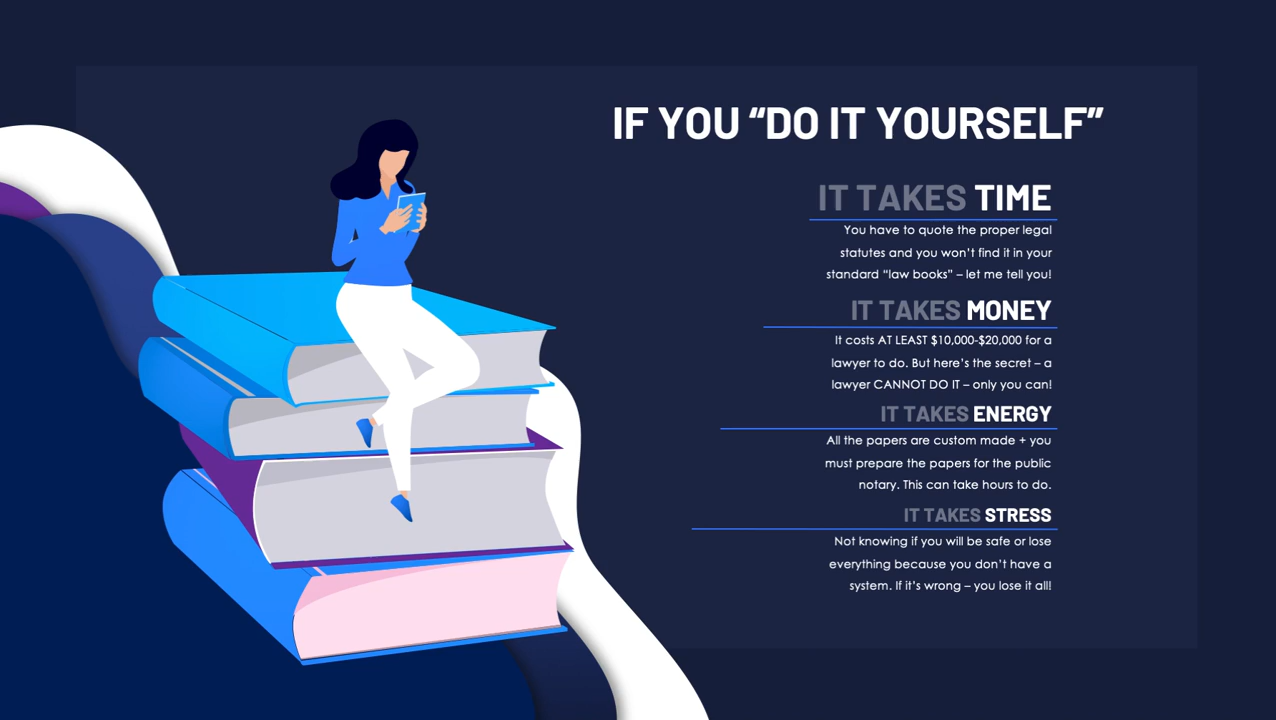 IF YOU “DO IT YOURSELF”
IT TAKES TIME
You have to quote the proper legal
statutes and you won’t find it in your
standard “law books” – let me tell you!
IT TAKES MONEY
It costs AT LEAST $10,000-$20,000 for a
lawyer to do. But here’s the secret – a
lawyer CANNOT DO IT – only you can!
IT TAKES ENERGY
All the papers are custom made + you
must prepare the papers for the public
notary. This can take hours to do.
IT TAKES STRESS
Not knowing if you will be safe or lose
everything because you don’t have a
system. If it’s wrong – you lose it all!